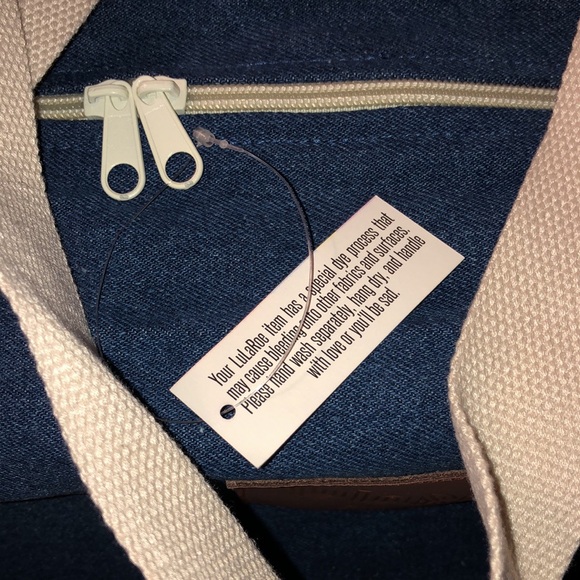 Your LuLaRoe item has a special dye process that
may cause bleeding onto other fabrics and surfaces.
Please hand wash separately, hang dry, and handle
with love or you'll be sad.